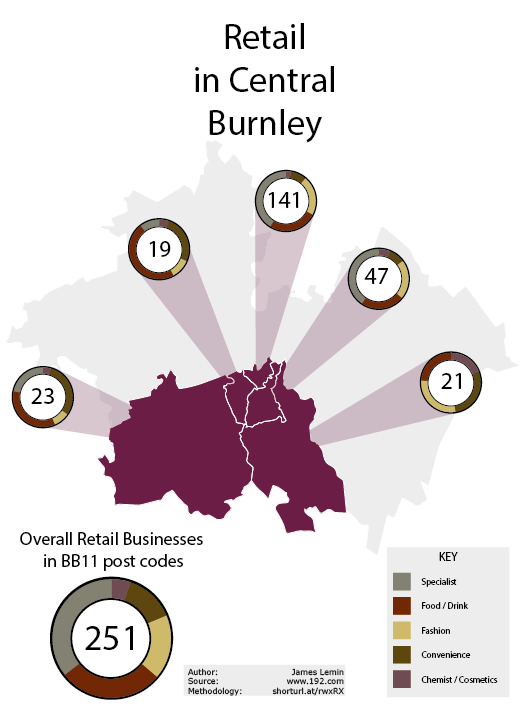 Retail
in Central
Burnley
141
19
47
23
21
Overall Retail Businesses
in BB11 post codes
251
KEY
Specialist
Food / Drink
Fashion
Convenience
Chemist / Cosmetics
Author: James Lemin
Source: www.192.com
Methodology: shorturl.at/rwxRX